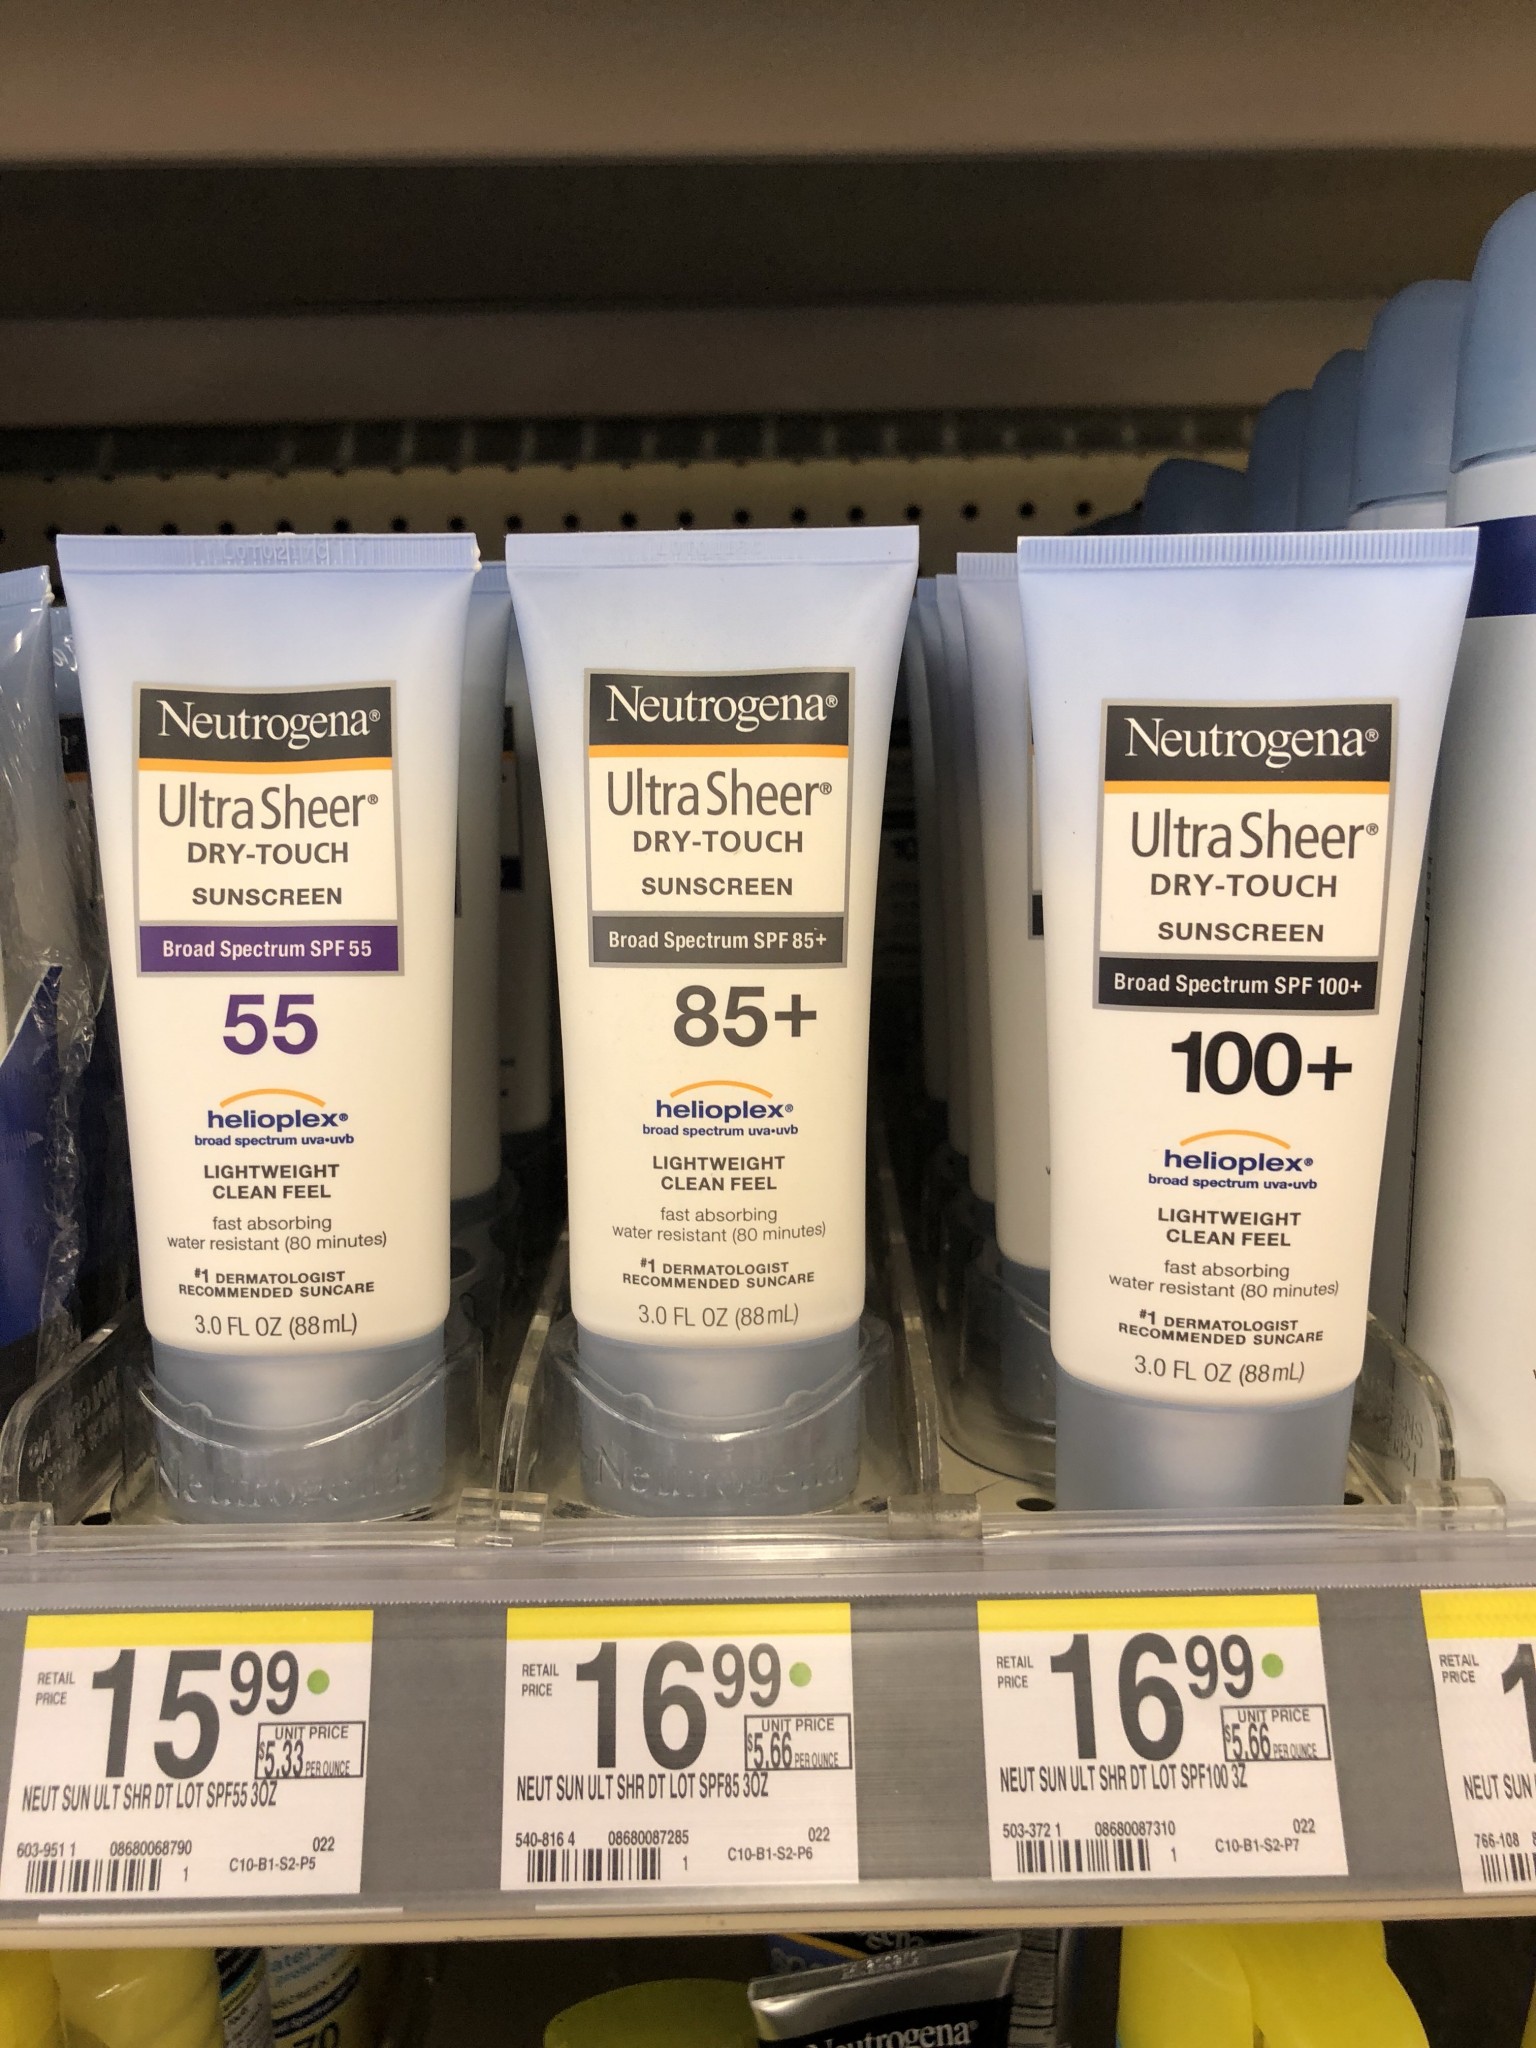 Neutrogena®
Ultra Sheer®
DRY-TOUCH
SUNSCREEN
Broad Spectrum SPF 55
55
helioplex®
broad spectrum uva•uvb
LIGHTWEIGHT
CLEAN FEEL
fast absorbing
water resistant (80 minutes)
#1 DERMATOLOGIST
RECOMMENDED SUNCARE
3.0 FL OZ (88mL)
Neutrogena
Neutrogena®
Ultra Sheer®
DRY-TOUCH
SUNSCREEN
Broad Spectrum SPF 85+
85+
helioplex®
broad spectrum uva•uvb
LIGHTWEIGHT
CLEAN FEEL
fast absorbing
water resistant (80 minutes)
#1 DERMATOLOGIST
RECOMMENDED SUNCARE
3.0 FL OZ (88mL)
Neutrogena
Neutrogena®
Ultra Sheer®
DRY-TOUCH
SUNSCREEN
Broad Spectrum SPF 100+
100+
helioplex®
broad spectrum uva•uvb
LIGHTWEIGHT
CLEAN FEEL
fast absorbing
water resistant (80 minutes)
#1 DERMATOLOGIST
RECOMMENDED SUNCARE
3.0 FL OZ (88mL)
RETAIL
PRICE
15 99
UNIT PRICE
$5.33 PER OUNCE
NEUT SUN ULT SHR DT LOT SPF55 3OZ
603-951 1 08680068790 022
1 C10-B1-S2-P5
RETAIL
PRICE
16 99
UNIT PRICE
$5.66 PER OUNCE
NEUT SUN ULT SHR DT LOT SPF85 3OZ
540-816 4 08680087285 022
1 C10-B1-S2-P6
RETAIL
PRICE
16 99
UNIT PRICE
$5.66 PER OUNCE
NEUT SUN ULT SHR DT LOT SPF100 3Z
503-372 1 08680087310 022
1 C10-B1-S2-P7
RETAIL
PRICE
1
NEUT SUN
766-108
70
Neutrogena®